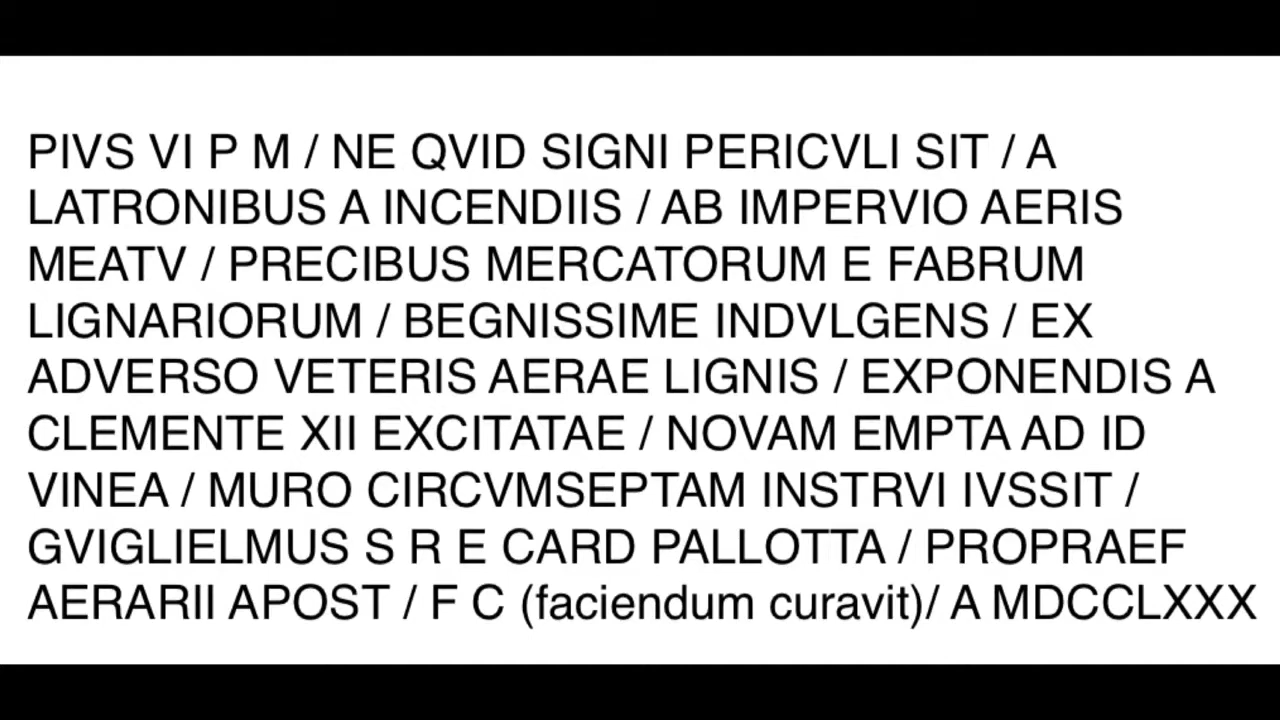 PIVS VI P M / NE QVID SIGNI PERICVLI SIT / A
LATRONIBUS A INCENDIIS / AB IMPERVIO AERIS
MEATV / PRECIBUS MERCATORUM E FABRUM
LIGNARIORUM / BEGNISSIME INDVLGENS / EX
ADVERSO VETERIS AERAE LIGNIS / EXPONENDIS A
CLEMENTE XII EXCITATAE / NOVAM EMPTA AD ID
VINEA / MURO CIRCVMSEPTAM INSTRVI IVSSIT /
GVIGLIELMUS S R E CARD PALLOTTA / PROPRAEF
AERARII APOST / F C (faciendum curavit)/ A MDCCLXXX